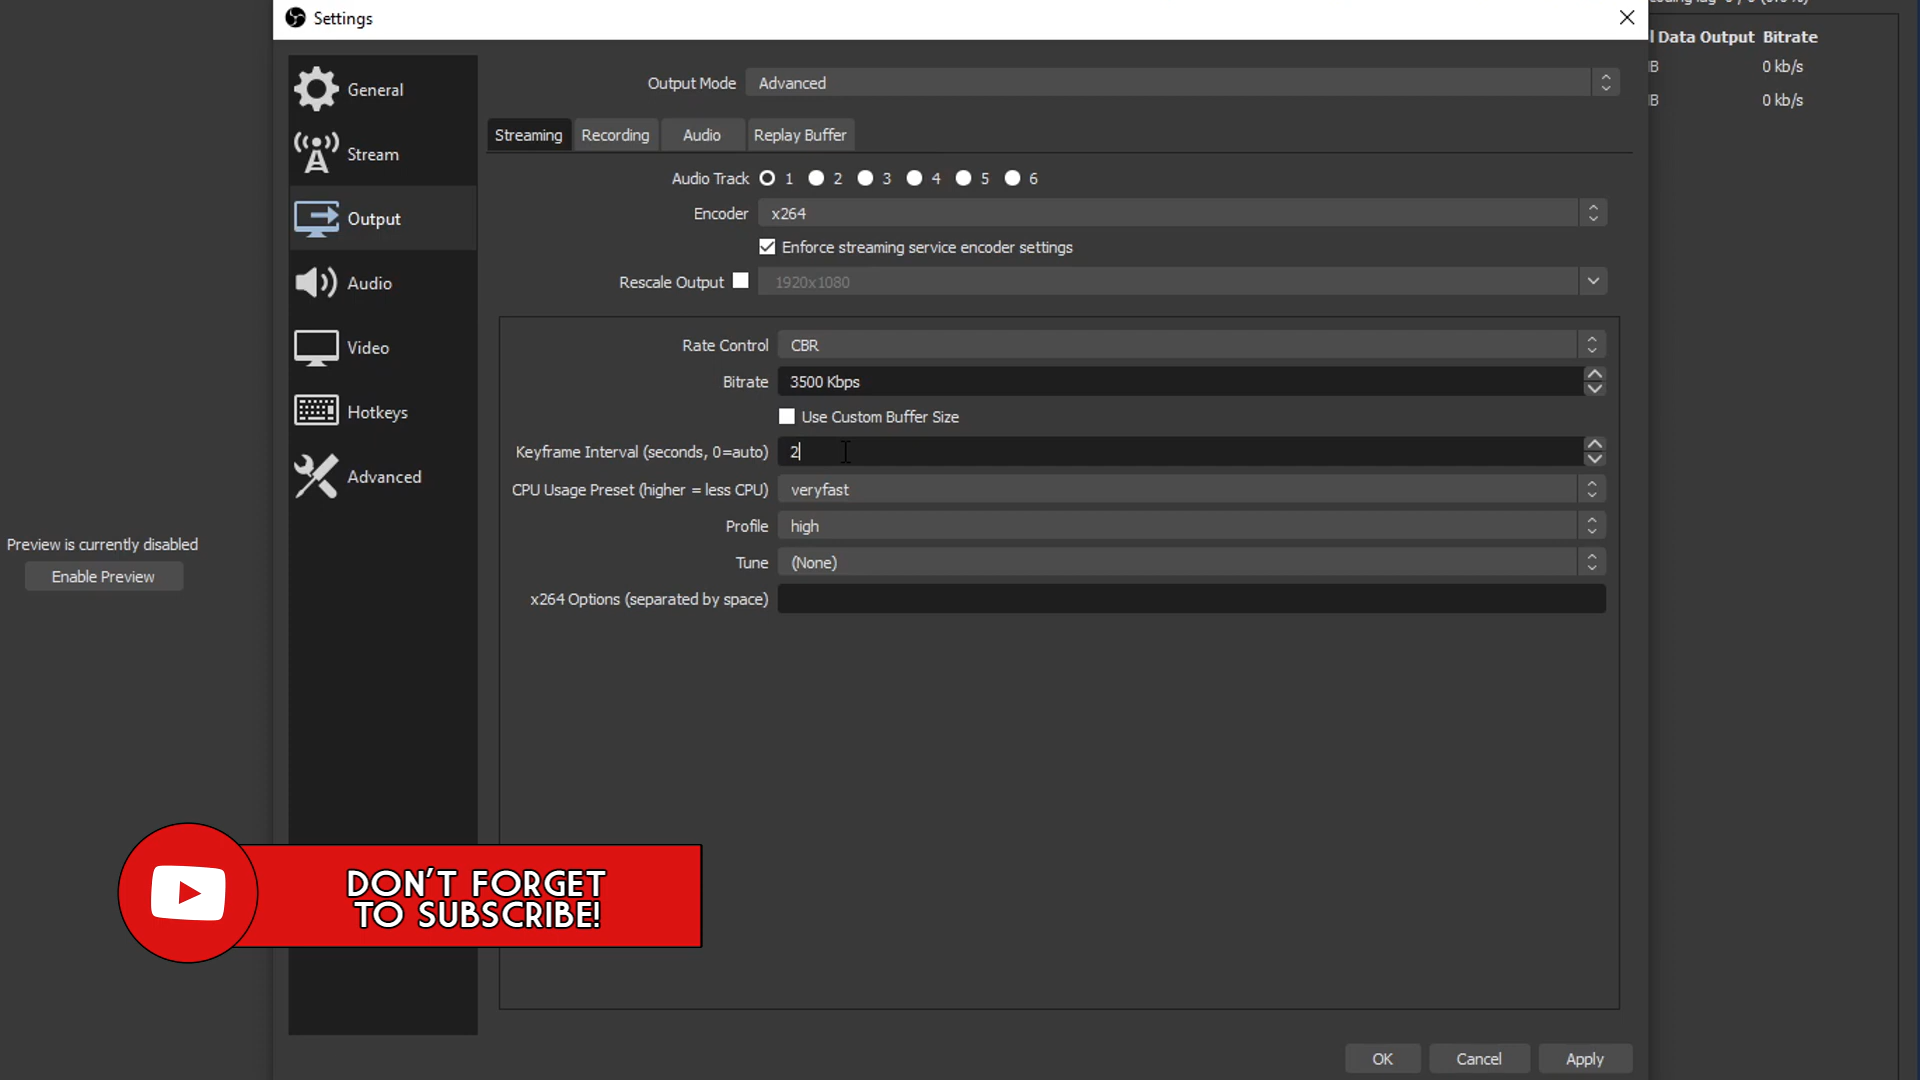 Settings
l Data Output Bitrate
IB 0 kb/s
IB 0 kb/s
General
Stream
Output
Audio
Video
Hotkeys
Advanced
Output Mode Advanced
Streaming Recording Audio Replay Buffer
Audio Track 1 2 3 4 5 6
Encoder x264
Enforce streaming service encoder settings
Rescale Output 1920x1080
Rate Control CBR
Bitrate 3500 Kbps
Use Custom Buffer Size
Keyframe Interval (seconds, 0=auto) 2
CPU Usage Preset (higher = less CPU) veryfast
Profile high
Tune (None)
x264 Options (separated by space)
Preview is currently disabled
Enable Preview
DON'T FORGET
TO SUBSCRIBE!
OK Cancel Apply